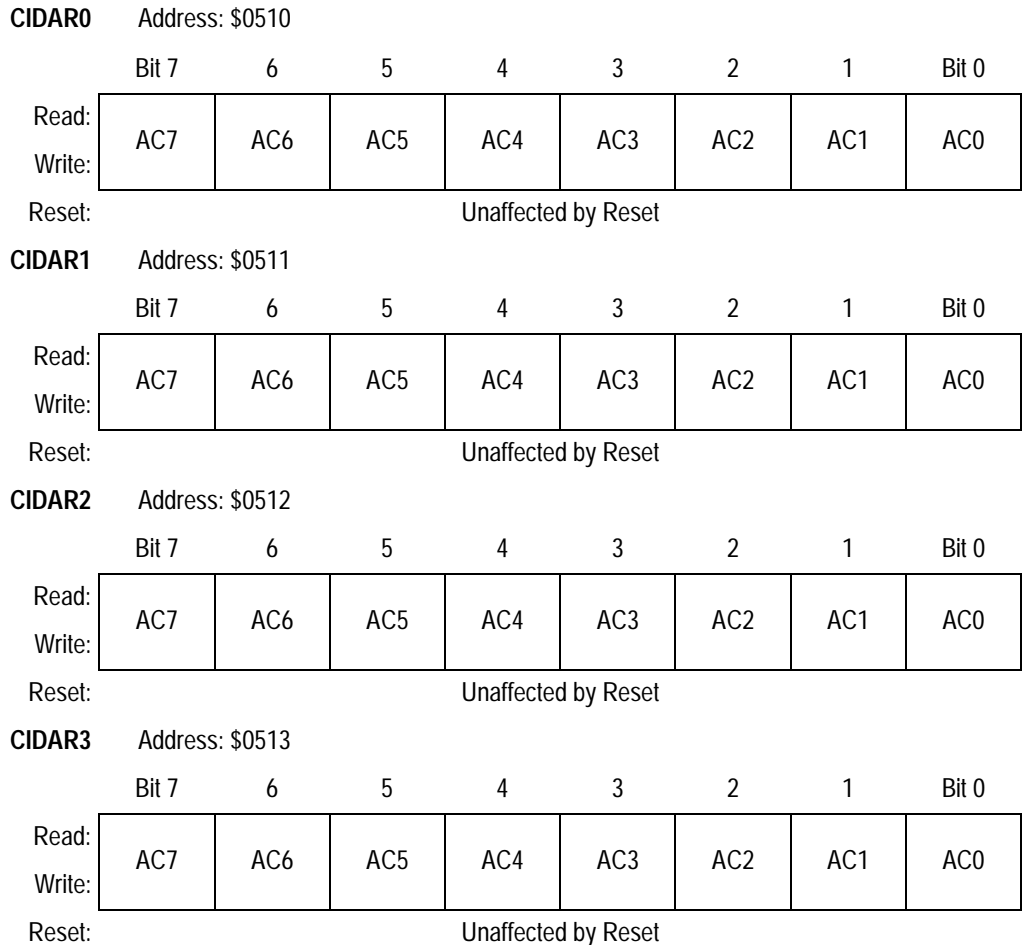 CIDAR0 Address: $0510
Bit 7 6 5 4 3 2 1 Bit 0
Read:
AC7 AC6 AC5 AC4 AC3 AC2 AC1 AC0
Write:
Reset: Unaffected by Reset
CIDAR1 Address: $0511
Bit 7 6 5 4 3 2 1 Bit 0
Read:
AC7 AC6 AC5 AC4 AC3 AC2 AC1 AC0
Write:
Reset: Unaffected by Reset
CIDAR2 Address: $0512
Bit 7 6 5 4 3 2 1 Bit 0
Read:
AC7 AC6 AC5 AC4 AC3 AC2 AC1 AC0
Write:
Reset: Unaffected by Reset
CIDAR3 Address: $0513
Bit 7 6 5 4 3 2 1 Bit 0
Read:
AC7 AC6 AC5 AC4 AC3 AC2 AC1 AC0
Write:
Reset: Unaffected by Reset